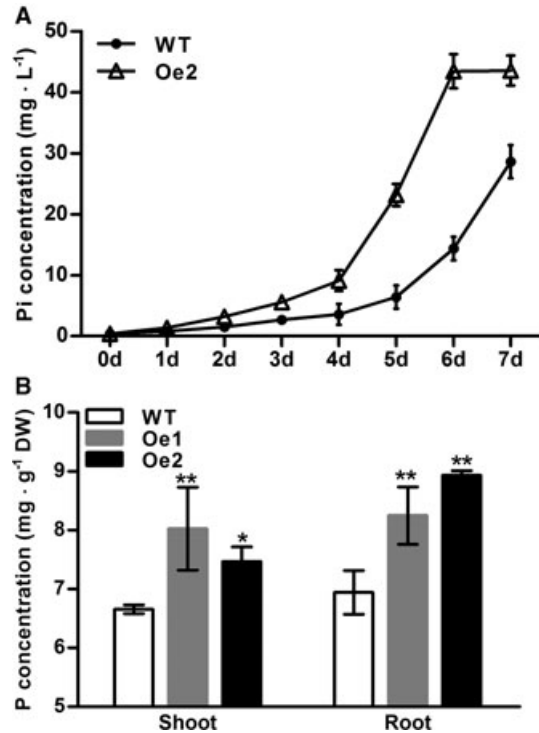 A
WT
Oe2
Pi concentration (mg · L⁻¹)
50
40
30
20
10
0
0d 1d 2d 3d 4d 5d 6d 7d
B
WT
Oe1
Oe2
P concentration (mg · g⁻¹ DW)
10
9
8
7
6
5
** * ** **
Shoot Root